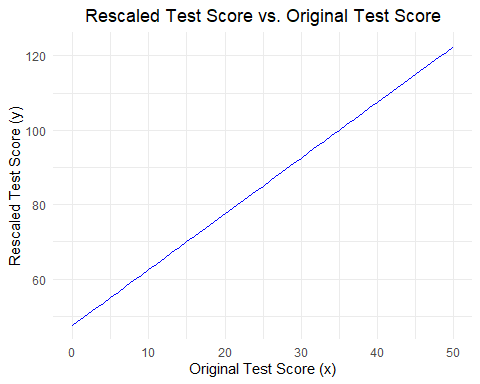 Rescaled Test Score vs. Original Test Score
Rescaled Test Score (y)
120
100
80
60
0 10 20 30 40 50
Original Test Score (x)